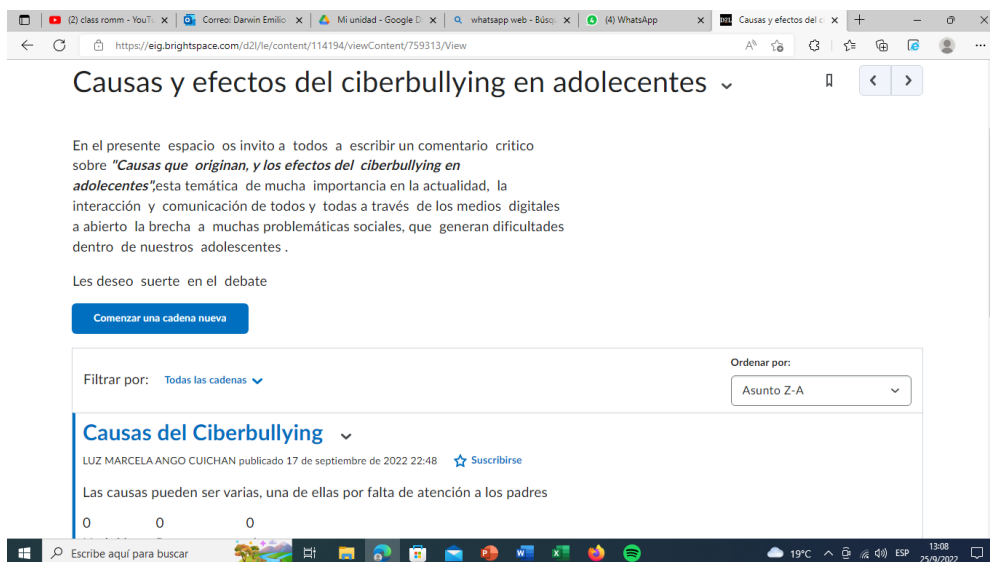 (2) class romm - YouTu
Correo: Darwin Emilio
Mi unidad - Google D
whatsapp web - Búsq
(4) WhatsApp
Causas y efectos del c
https://eig.brightspace.com/d2l/le/content/114194/viewContent/759313/View
Causas y efectos del ciberbullying en adolecentes
En el presente espacio os invito a todos a escribir un comentario critico
sobre "Causas que originan, y los efectos del ciberbullying en
adolecentes",esta temática de mucha importancia en la actualidad, la
interacción y comunicación de todos y todas a través de los medios digitales
a abierto la brecha a muchas problemáticas sociales, que generan dificultades
dentro de nuestros adolescentes .
Les deseo suerte en el debate
Comenzar una cadena nueva
Filtrar por: Todas las cadenas
Ordenar por:
Asunto Z-A
Causas del Ciberbullying
LUZ MARCELA ANGO CUICHAN publicado 17 de septiembre de 2022 22:48 Suscribirse
Las causas pueden ser varias, una de ellas por falta de atención a los padres
0 0 0
Escribe aquí para buscar
19°C ESP 13:08
25/9/2022